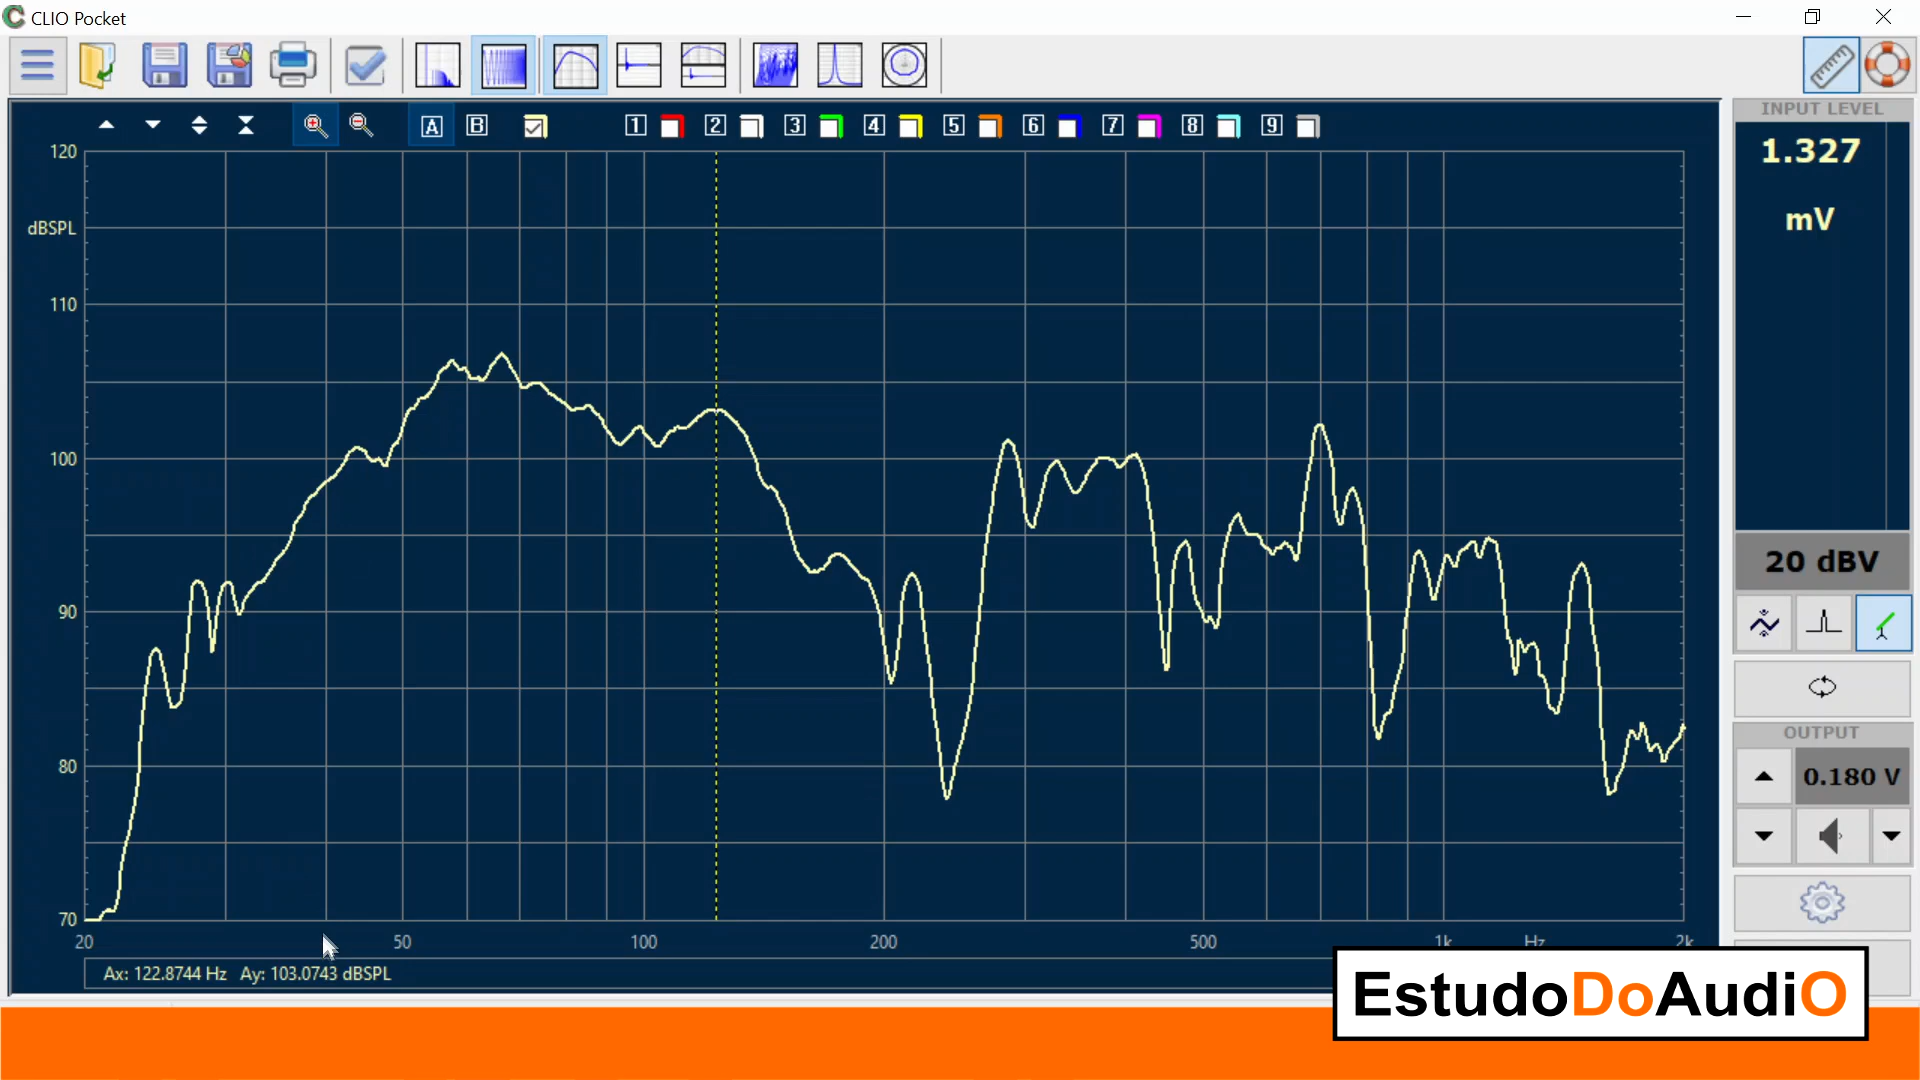 CLIO Pocket
A B 1 2 3 4 5 6 7 8 9
INPUT LEVEL
1.327
mV
20 dBV
OUTPUT
0.180 V
120
dBSPL
110
100
90
80
70
20 50 100 200 500 1k Hz 2k
Ax: 122.8744 Hz Ay: 103.0743 dBSPL
EstudoDoAudiO